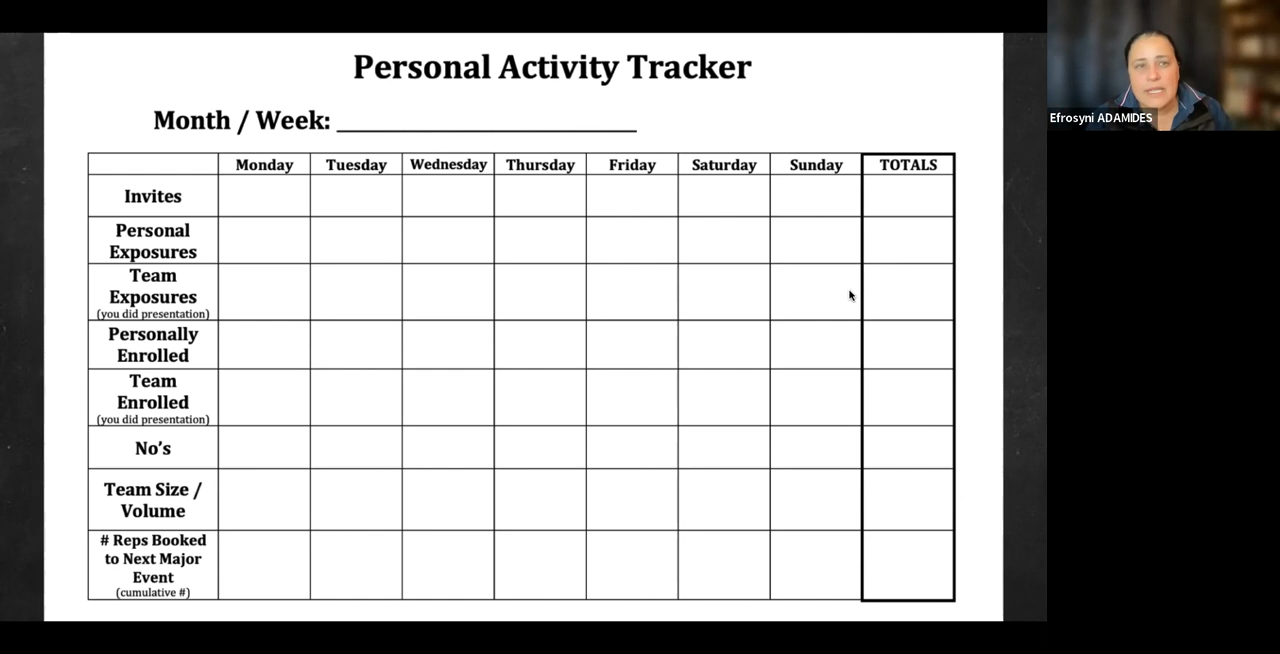 Personal Activity Tracker
Month / Week: ______________________
Monday Tuesday Wednesday Thursday Friday Saturday Sunday TOTALS
Invites
Personal
Exposures
Team
Exposures
(you did presentation)
Personally
Enrolled
Team
Enrolled
(you did presentation)
No's
Team Size /
Volume
# Reps Booked
to Next Major
Event
(cumulative #)
Efrosyni ADAMIDES